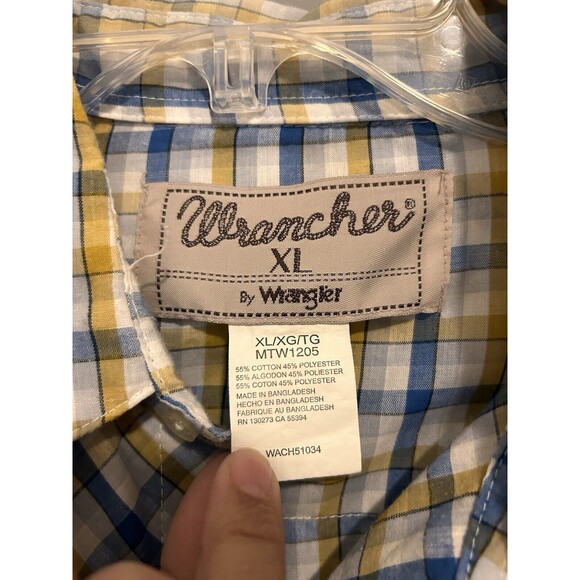 Wrancher®
XL
By Wrangler
XL/XG/TG
MTW1205
55% COTTON 45% POLYESTER
55% ALGODON 45% POLIESTER
55% COTON 45% POLYESTER
MADE IN BANGLADESH
HECHO EN BANGLADESH
FABRIQUE AU BANGLADESH
RN 130273 CA 55394
WACH51034